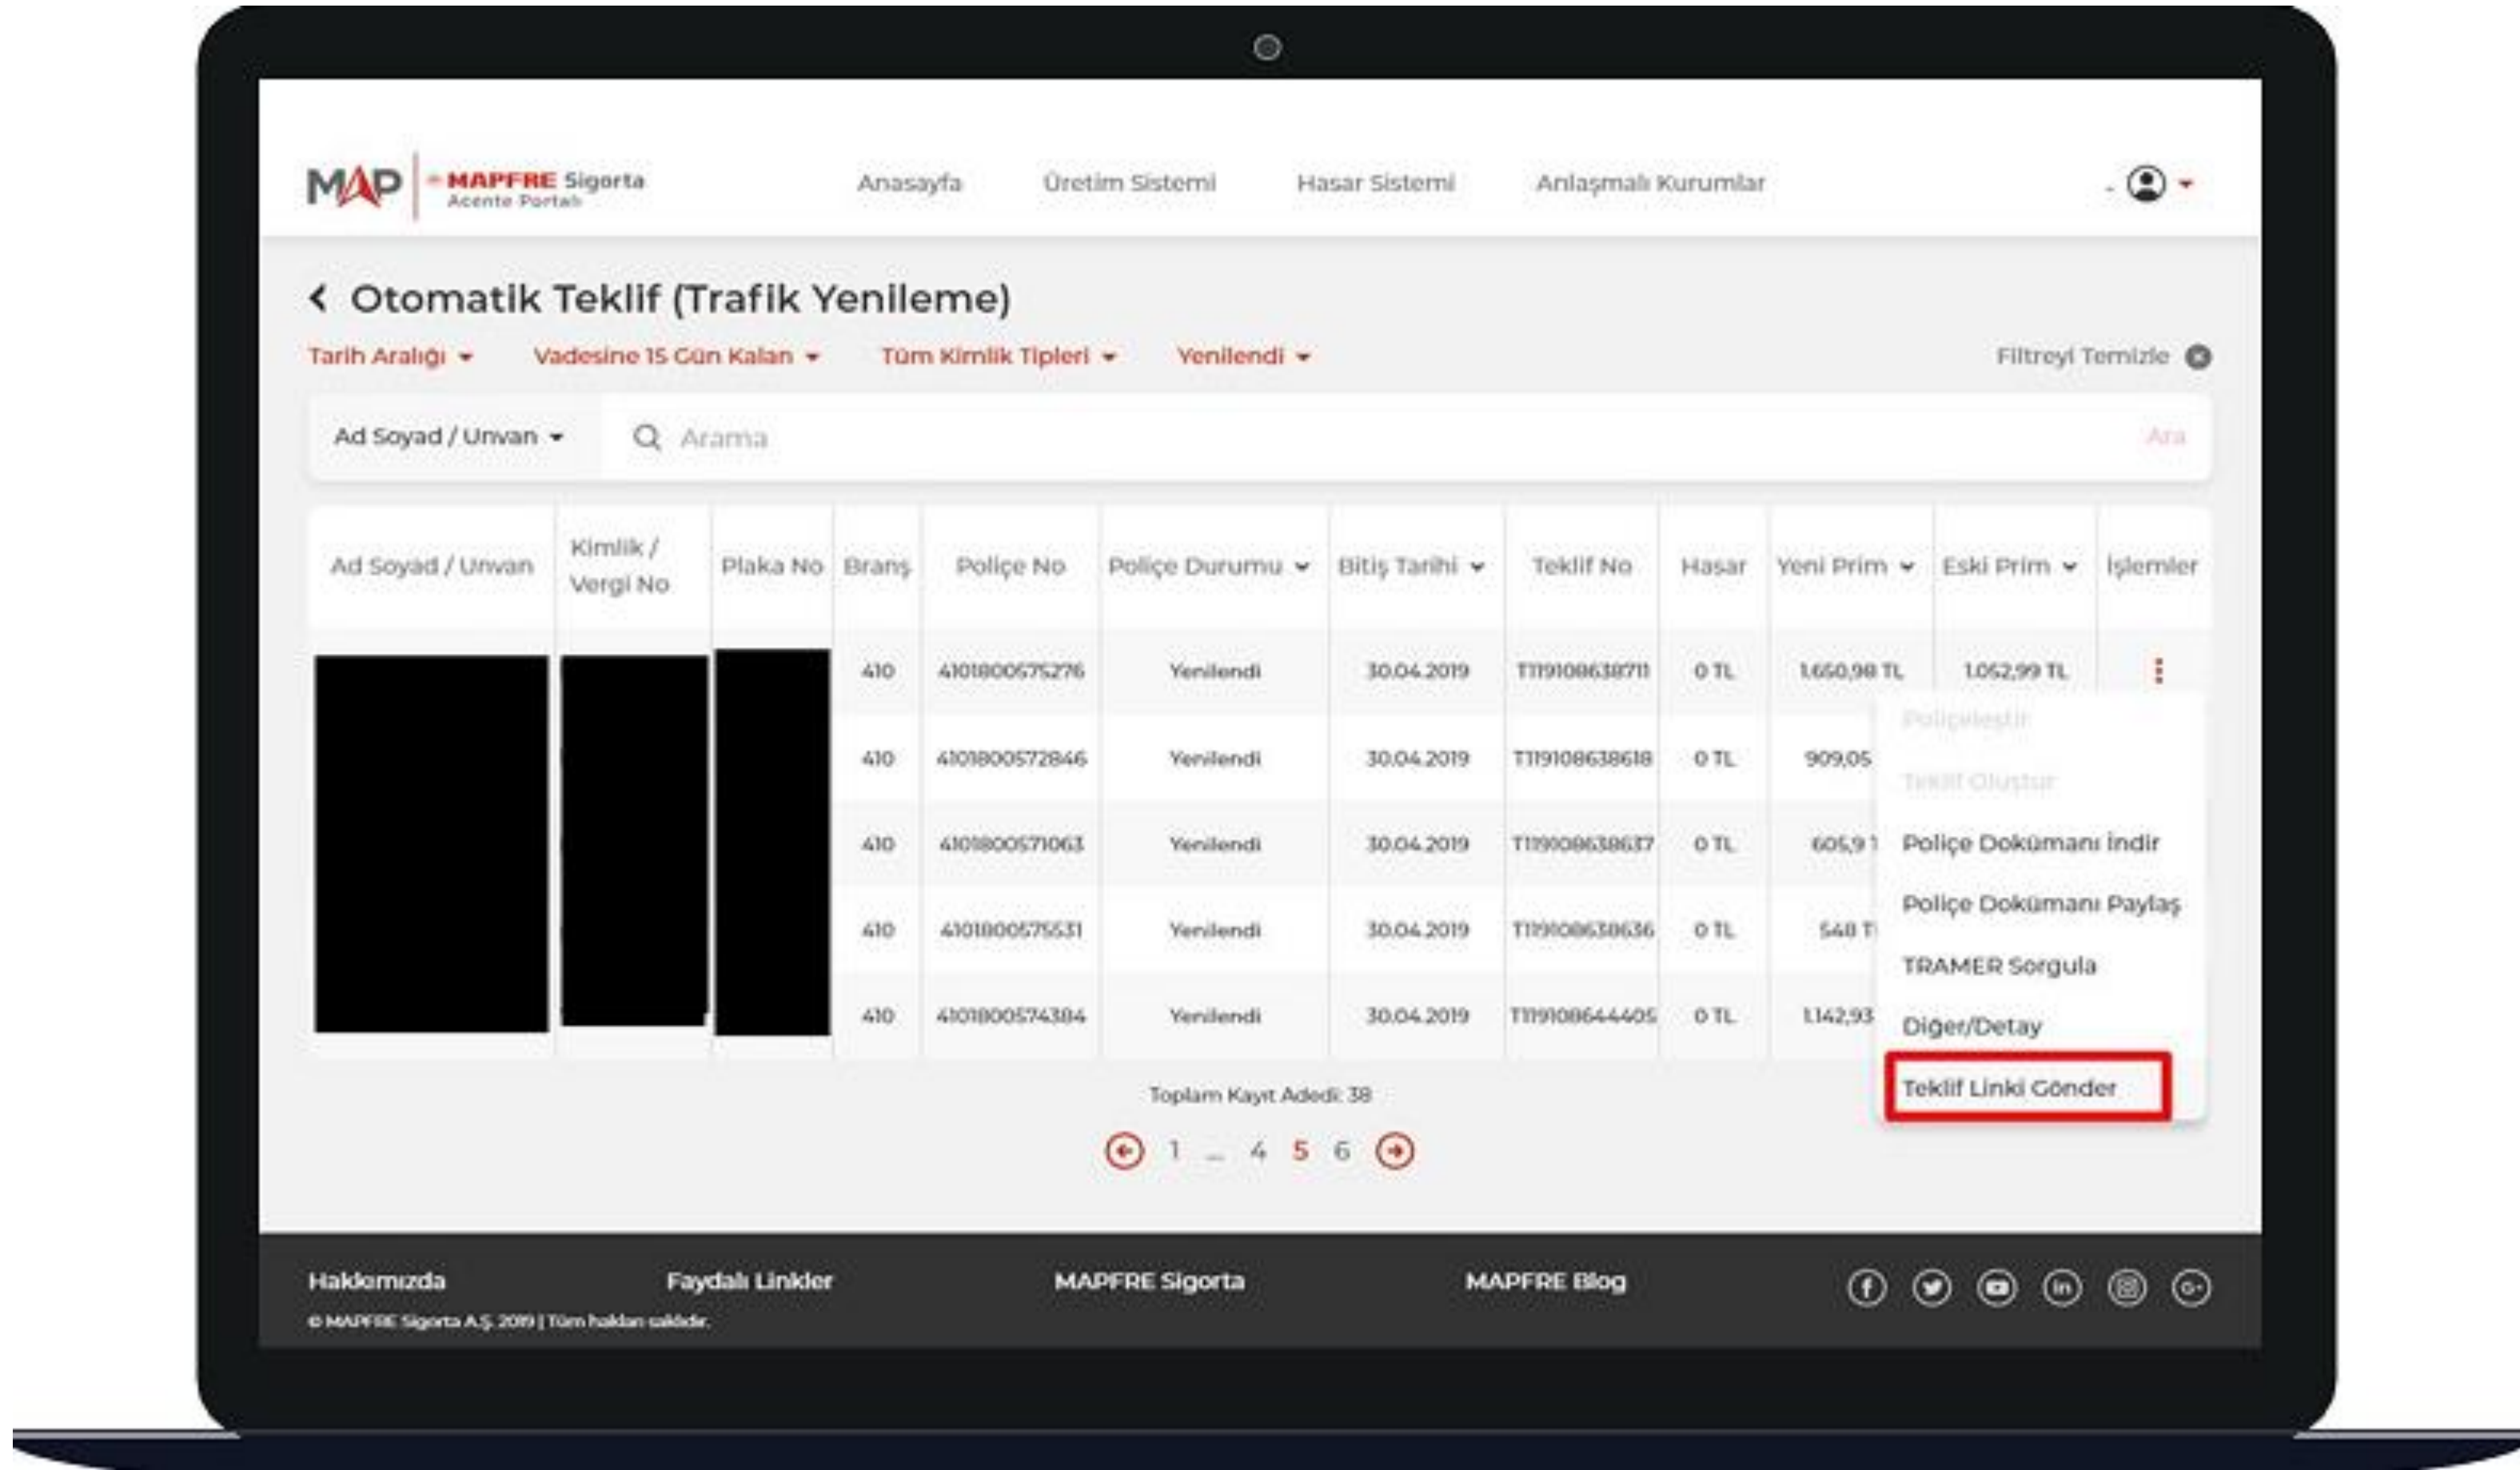 MAP
MAPFRE Sigorta
Acente Portalı
Anasayfa
Üretim Sistemi
Hasar Sistemi
Anlaşmalı Kurumlar
Otomatik Teklif (Trafik Yenileme)
Tarih Aralığı
Vadesine 15 Gün Kalan
Tüm Kimlik Tipleri
Yenilendi
Filtreyi Temizle
Ad Soyad / Unvan
Arama
Ara
Ad Soyad / Unvan
Kimlik /
Vergi No
Plaka No
Branş
Poliçe No
Poliçe Durumu
Bitiş Tarihi
Teklif No
Hasar
Yeni Prim
Eski Prim
İşlemler
410 4101800575276 Yenilendi 30.04.2019 T119108638711 0 TL 1.650,98 TL 1.052,99 TL
410 4101800572846 Yenilendi 30.04.2019 T119108638618 0 TL 909,05
410 4101800571063 Yenilendi 30.04.2019 T119108638637 0 TL 605,9
410 4101800575531 Yenilendi 30.04.2019 T119108638636 0 TL 548 T
410 4101800574384 Yenilendi 30.04.2019 T119108644405 0 TL 1.142,93
Poliçeleştir
Teklif Oluştur
Poliçe Dokümanı İndir
Poliçe Dokümanı Paylaş
TRAMER Sorgula
Diğer/Detay
Teklif Linki Gönder
Toplam Kayıt Adedi: 38
1 ... 4 5 6
Hakkımızda
Faydalı Linkler
MAPFRE Sigorta
MAPFRE Blog
© MAPFRE Sigorta A.Ş. 2019 | Tüm hakları saklıdır.